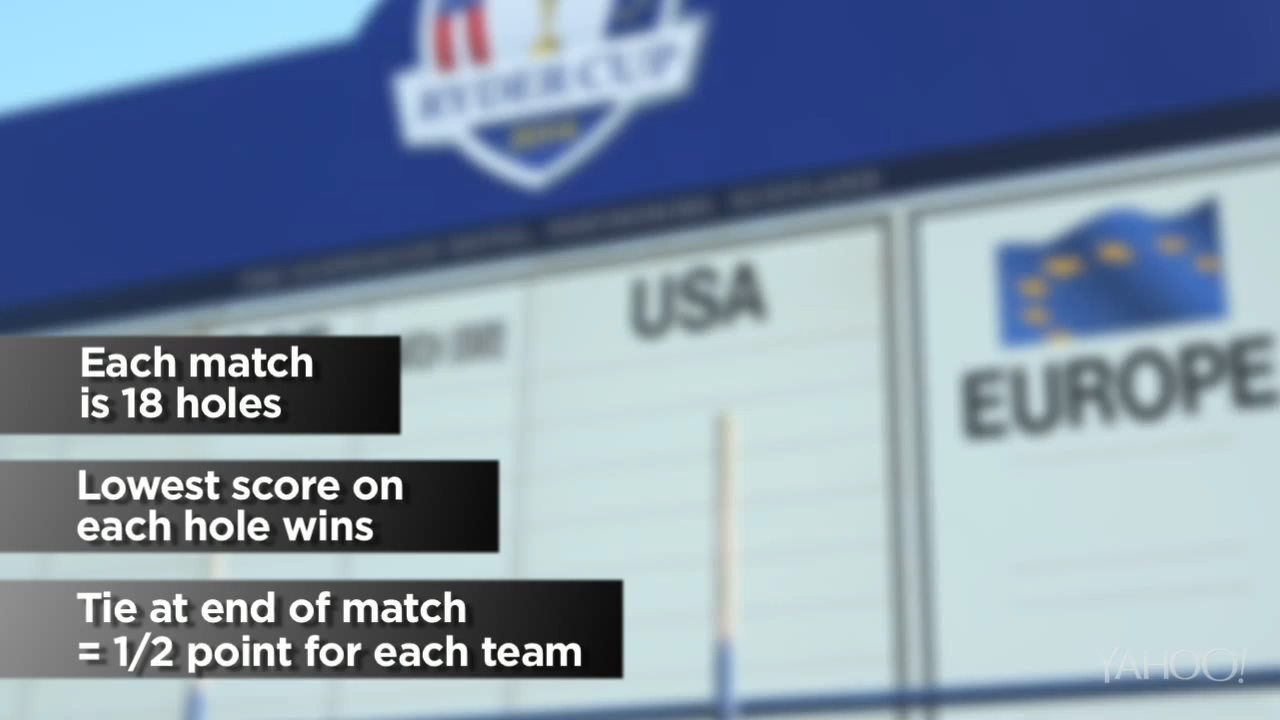 RYDER CUP
2014
USA
EUROPE
Each match
is 18 holes
Lowest score on
each hole wins
Tie at end of match
= 1/2 point for each team
YAHOO!